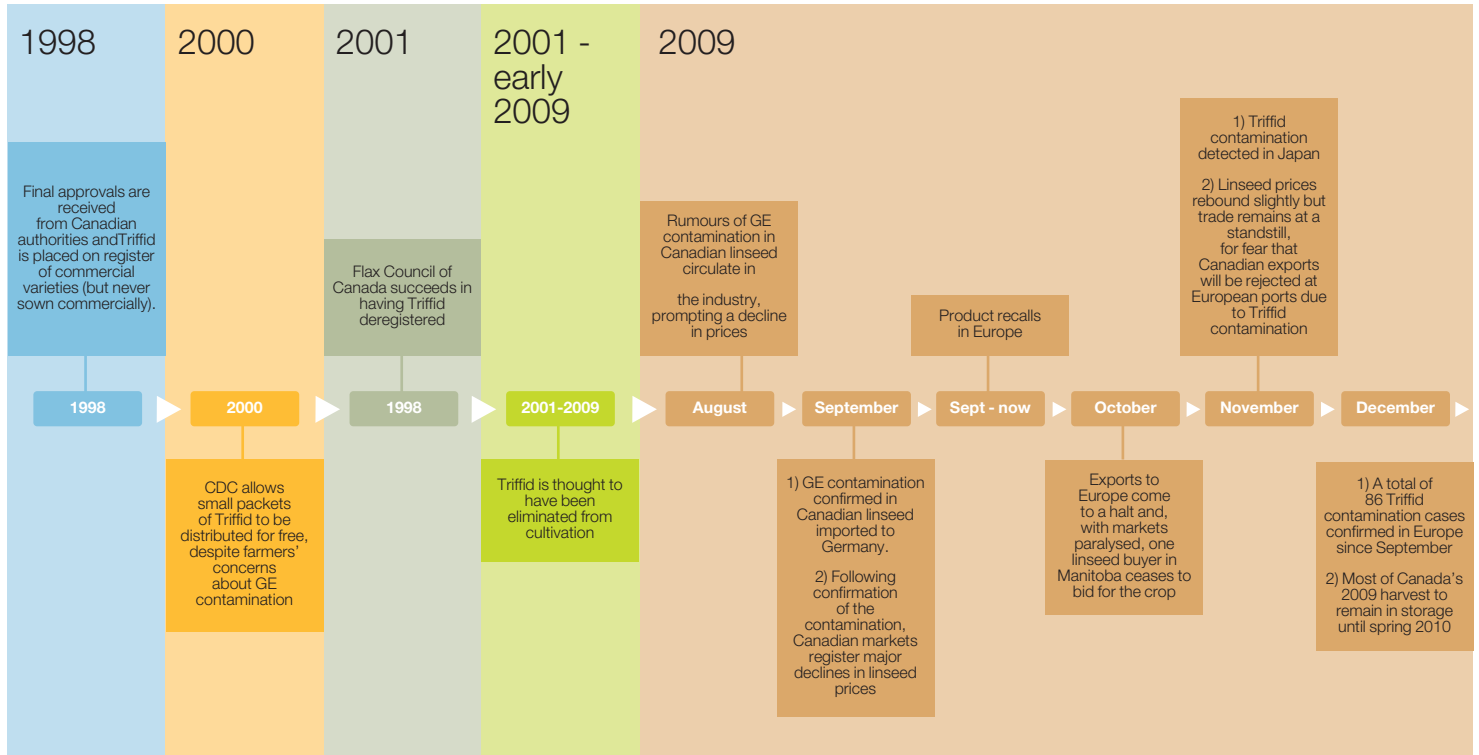 1998
2000
2001
2001 -
early
2009
2009
Final approvals are
received
from Canadian
authorities andTriffid
is placed on register
of commercial
varieties (but never
sown commercially).
Flax Council of
Canada succeeds in
having Triffid
deregistered
Rumours of GE
contamination in
Canadian linseed
circulate in
the industry,
prompting a decline
in prices
Product recalls
in Europe
1) Triffid
contamination
detected in Japan
2) Linseed prices
rebound slightly but
trade remains at a
standstill,
for fear that
Canadian exports
will be rejected at
European ports due
to Triffid
contamination
1998
2000
1998
2001-2009
August
September
Sept - now
October
November
December
CDC allows
small packets
of Triffid to be
distributed for free,
despite farmers'
concerns
about GE
contamination
Triffid is thought to
have been
eliminated from
cultivation
1) GE contamination
confirmed in
Canadian linseed
imported to
Germany.
2) Following
confirmation
of the
contamination,
Canadian markets
register major
declines in linseed
prices
Exports to
Europe come
to a halt and,
with markets
paralysed, one
linseed buyer in
Manitoba ceases to
bid for the crop
1) A total of
86 Triffid
contamination cases
confirmed in Europe
since September
2) Most of Canada's
2009 harvest to
remain in storage
until spring 2010